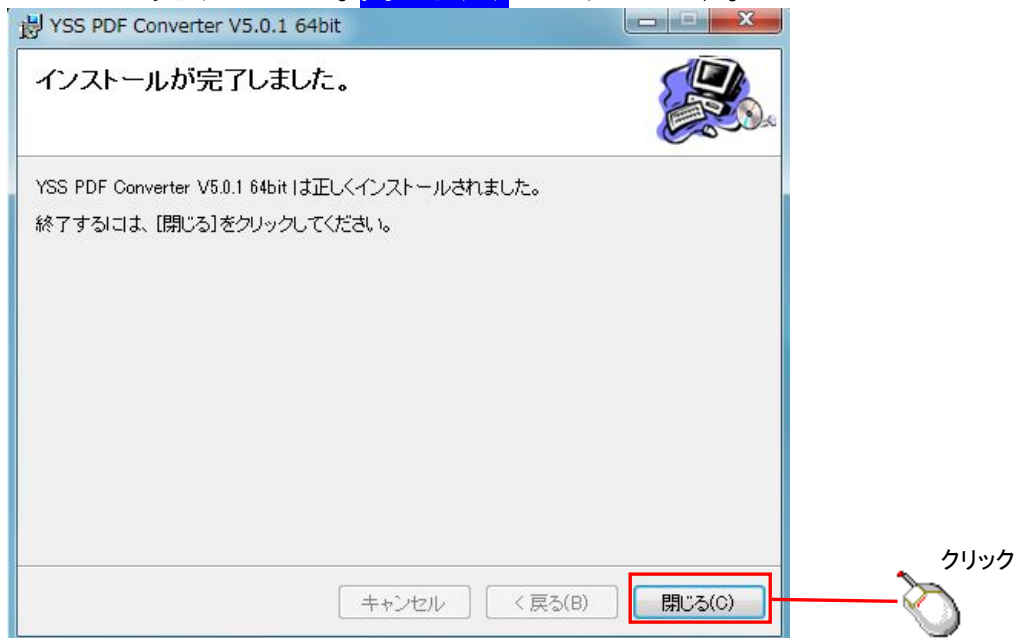 YSS PDF Converter V5.0.1 64bit
インストールが完了しました。
YSS PDF Converter V5.0.1 64bit は正しくインストールされました。
終了するには、[閉じる]をクリックしてください。
クリック
キャンセル
< 戻る(B)
閉じる(C)